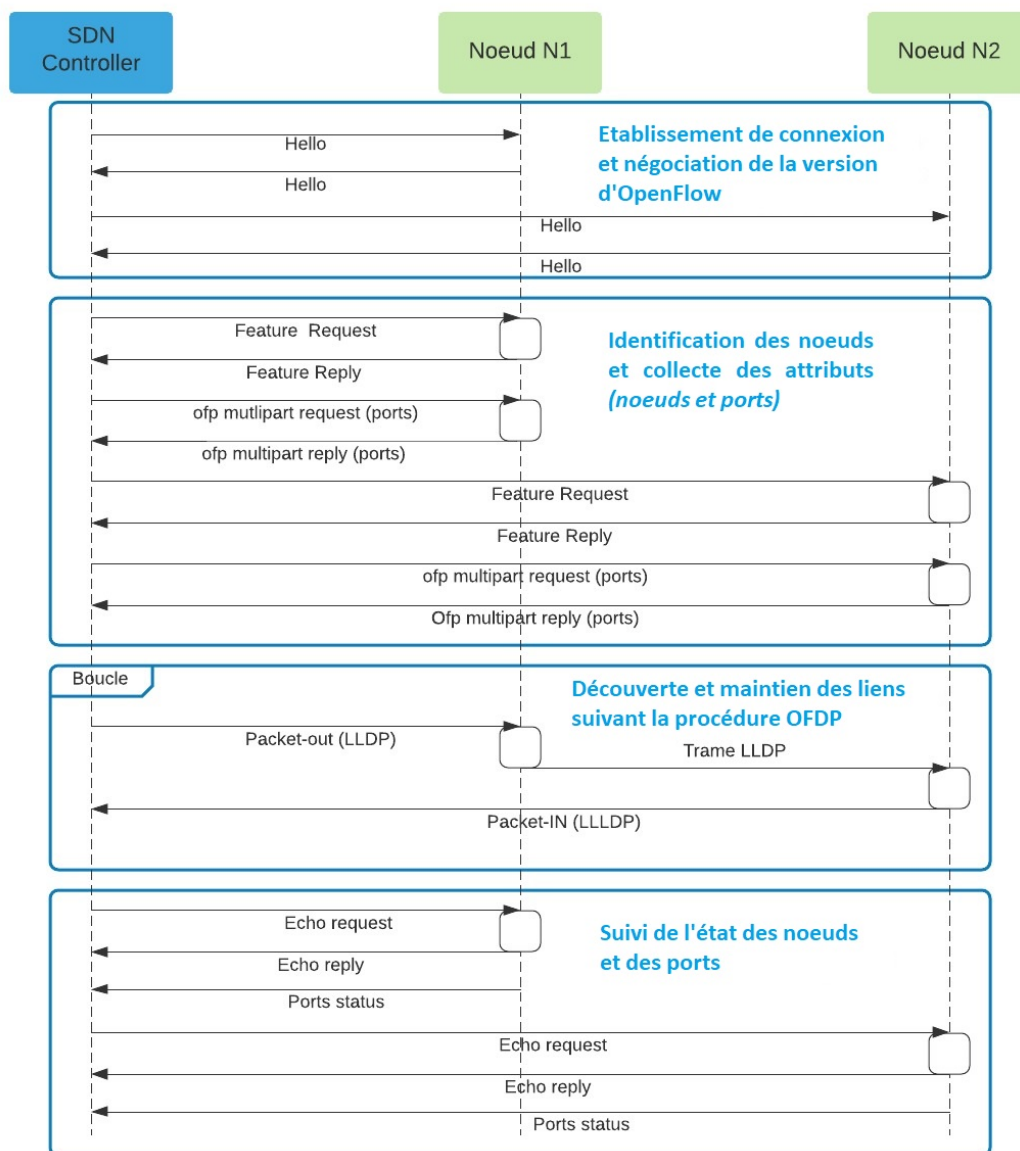 SDN
Controller
Noeud N1
Noeud N2
Hello
Etablissement de connexion
et négociation de la version
d'OpenFlow
Hello
Hello
Hello
Feature Request
Identification des noeuds
et collecte des attributs
(noeuds et ports)
Feature Reply
ofp mutlipart request (ports)
ofp multipart reply (ports)
Feature Request
Feature Reply
ofp multipart request (ports)
Ofp multipart reply (ports)
Boucle
Découverte et maintien des liens
suivant la procédure OFDP
Packet-out (LLDP)
Trame LLDP
Packet-IN (LLLDP)
Echo request
Suivi de l'état des noeuds
et des ports
Echo reply
Ports status
Echo request
Echo reply
Ports status